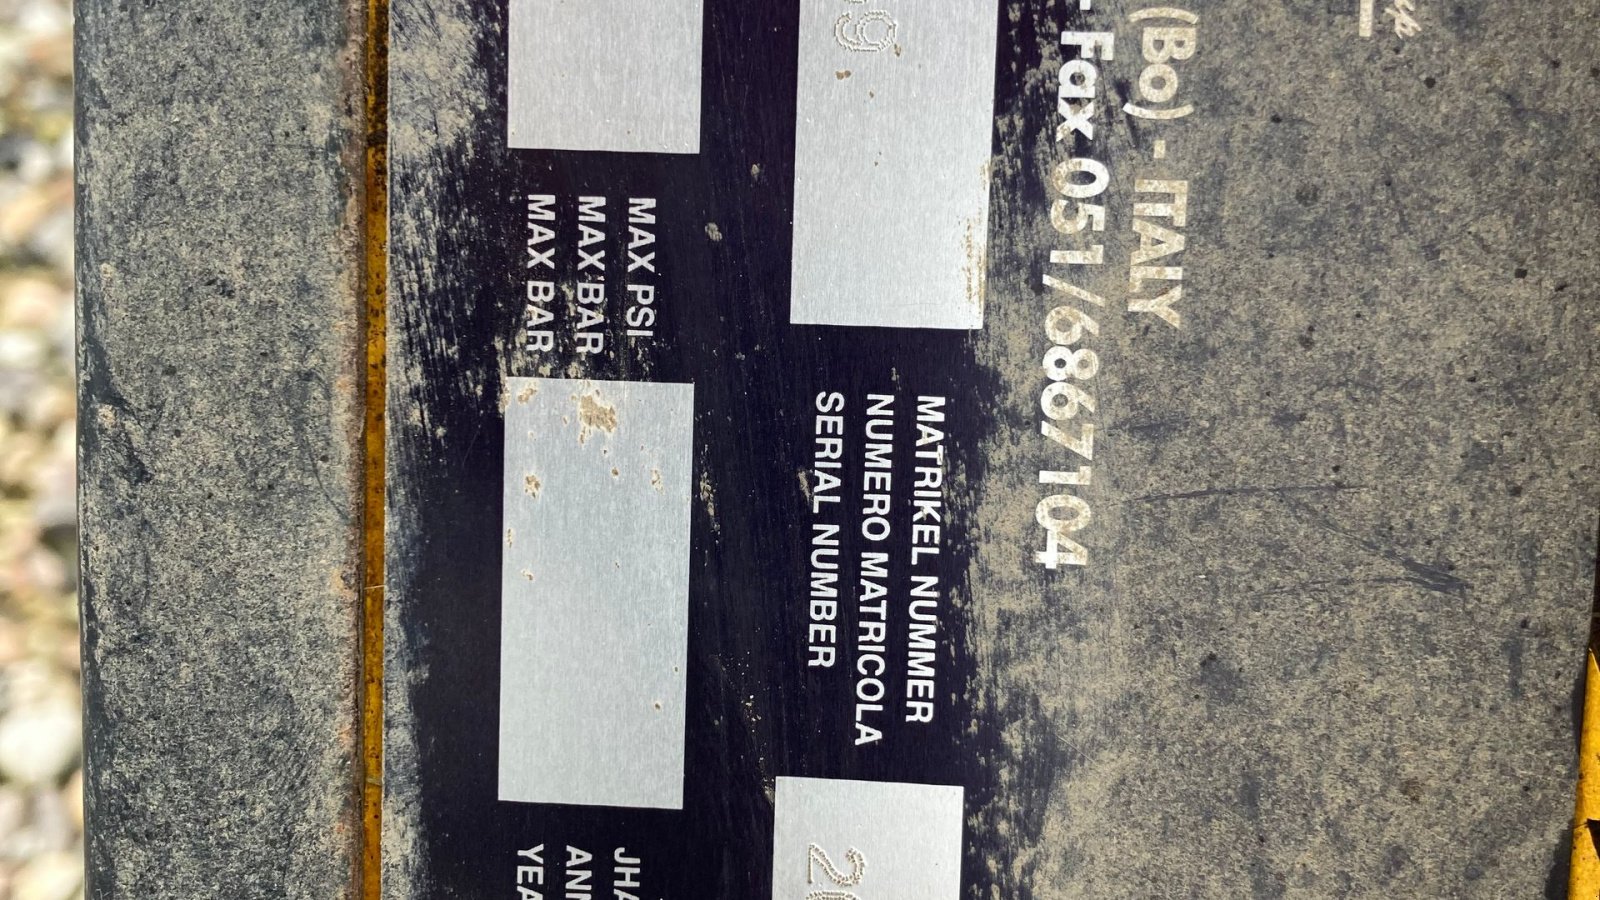 (Bo) - ITALY
Fax 051/6867104
MATRIKEL NUMMER
NUMERO MATRICOLA
SERIAL NUMBER
MAX PSI
MAX BAR
MAX BAR